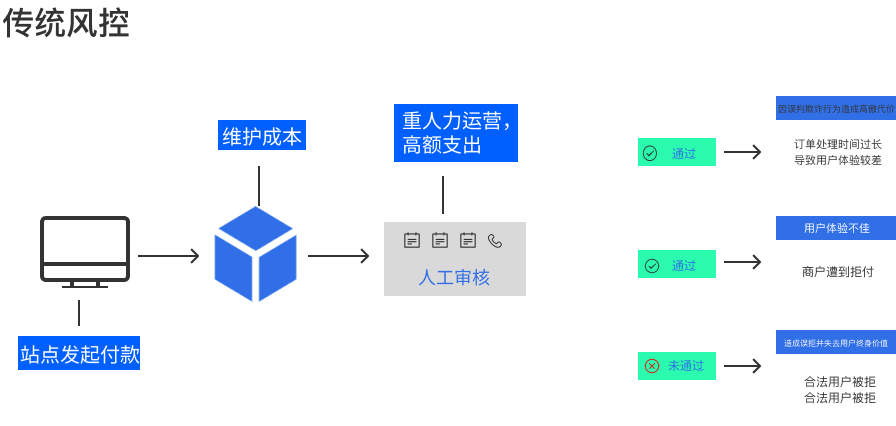 传统风控
维护成本
重人力运营，
高额支出
人工审核
站点发起付款
通过
因误判欺诈行为造成高傲代价
订单处理时间过长
导致用户体验较差
通过
用户体验不佳
商户遭到拒付
未通过
造成误拒并失去用户终身价值
合法用户被拒
合法用户被拒